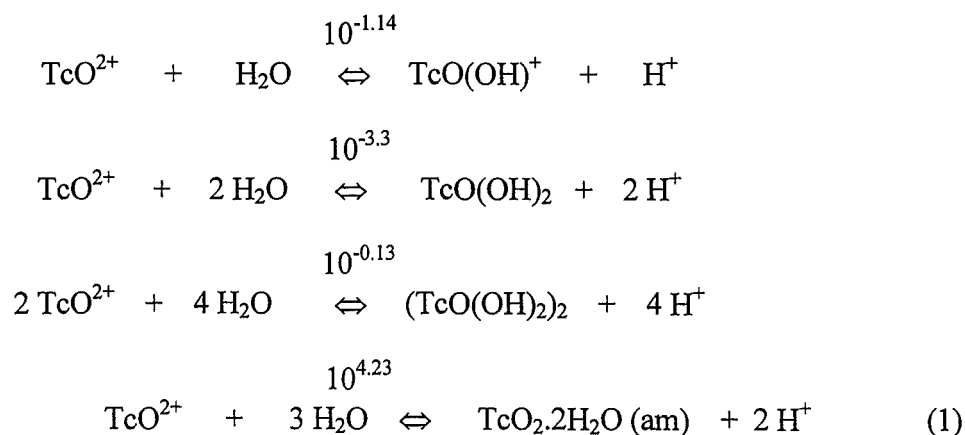 10⁻¹·¹⁴
TcO²⁺ + H₂O ⇔ TcO(OH)⁺ + H⁺
10⁻³·³
TcO²⁺ + 2 H₂O ⇔ TcO(OH)₂ + 2 H⁺
10⁻⁰·¹³
2 TcO²⁺ + 4 H₂O ⇔ (TcO(OH)₂)₂ + 4 H⁺
10⁴·²³
TcO²⁺ + 3 H₂O ⇔ TcO₂.2H₂O (am) + 2 H⁺ (1)